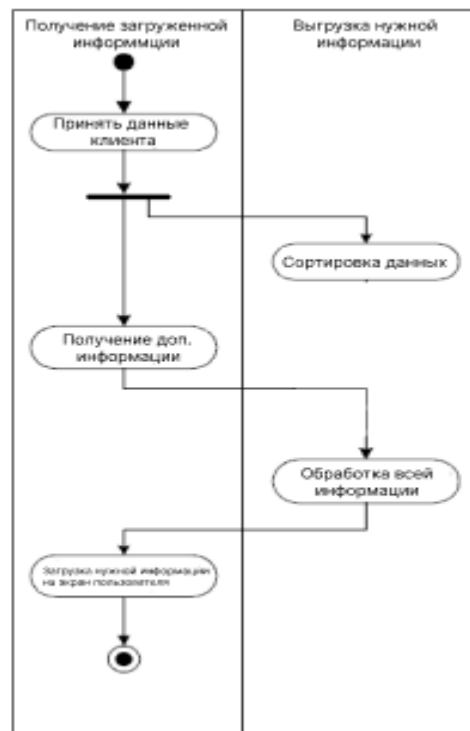 Получение загруженной
информмции
Выгрузка нужной
информации
Принять данные
клиента
Сортировка данных
Получение доп.
информации
Обработка всей
информации
Загрузка нужной информации
на экран пользователя